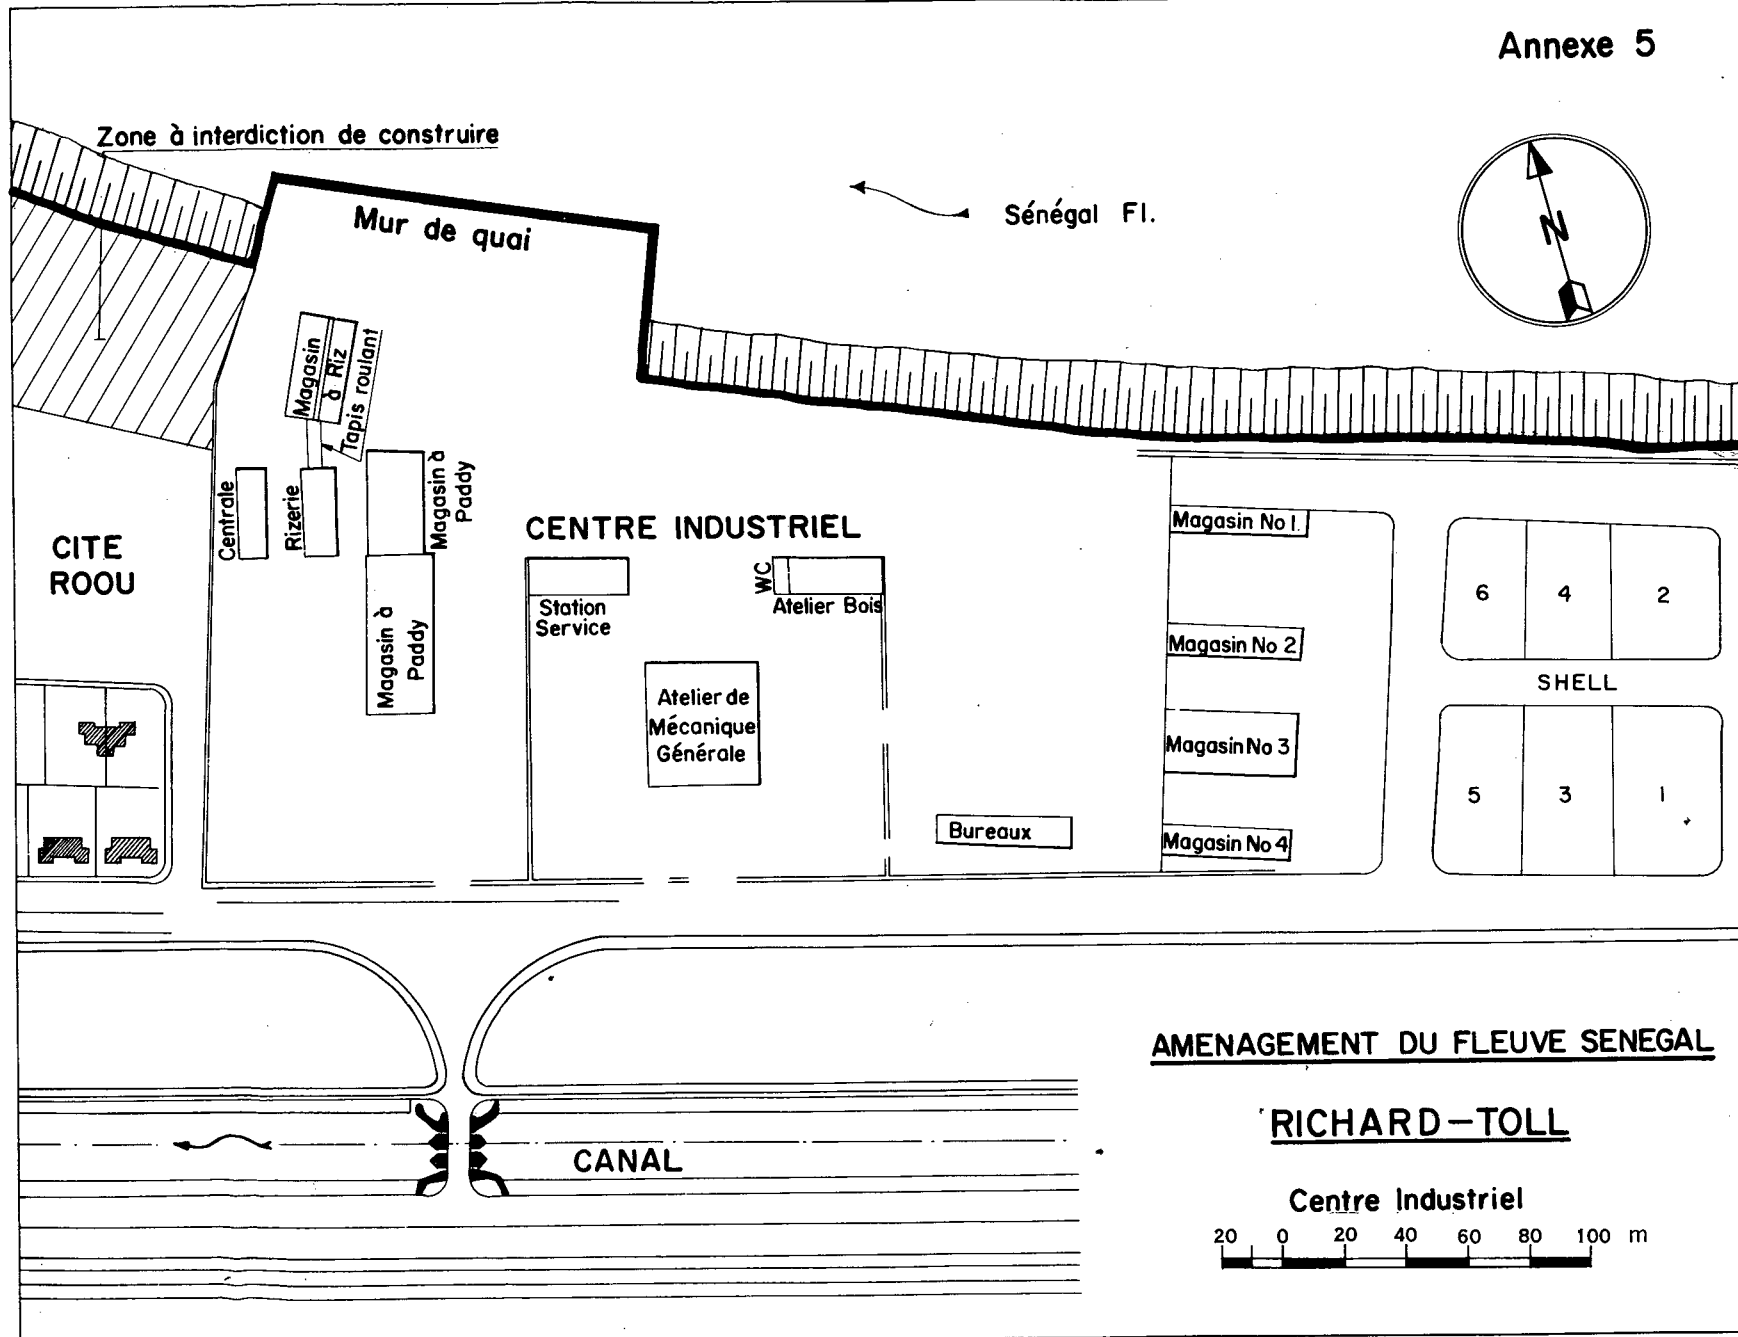 Annexe 5
Zone à interdiction de construire
Mur de quai
Sénégal Fl.
N
Magasin
à Riz
Tapis roulant
Centrale
Rizerie
Magasin à
Paddy
Magasin à
Paddy
CITE
ROOU
CENTRE INDUSTRIEL
Station
Service
WC
Atelier Bois
Atelier de
Mécanique
Générale
Bureaux
Magasin No 1.
Magasin No 2
Magasin No 3
Magasin No 4
6 4 2
SHELL
5 3 1
CANAL
AMENAGEMENT DU FLEUVE SENEGAL
RICHARD-TOLL
Centre Industriel
20 0 20 40 60 80 100 m